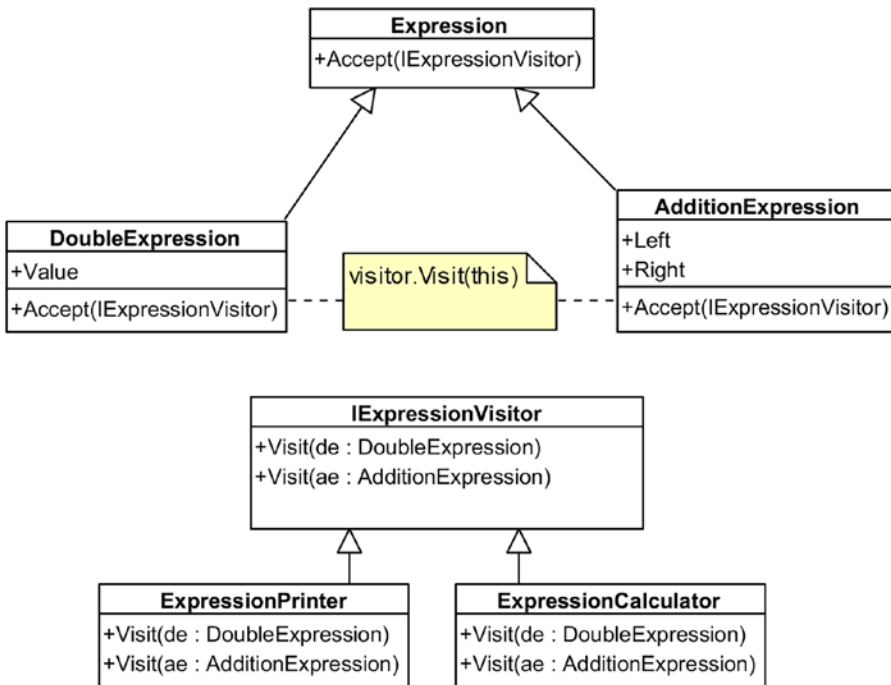 Expression
+Accept(IExpressionVisitor)
DoubleExpression
+Value
+Accept(IExpressionVisitor)
visitor.Visit(this)
AdditionExpression
+Left
+Right
+Accept(IExpressionVisitor)
IExpressionVisitor
+Visit(de : DoubleExpression)
+Visit(ae : AdditionExpression)
ExpressionPrinter
+Visit(de : DoubleExpression)
+Visit(ae : AdditionExpression)
ExpressionCalculator
+Visit(de : DoubleExpression)
+Visit(ae : AdditionExpression)